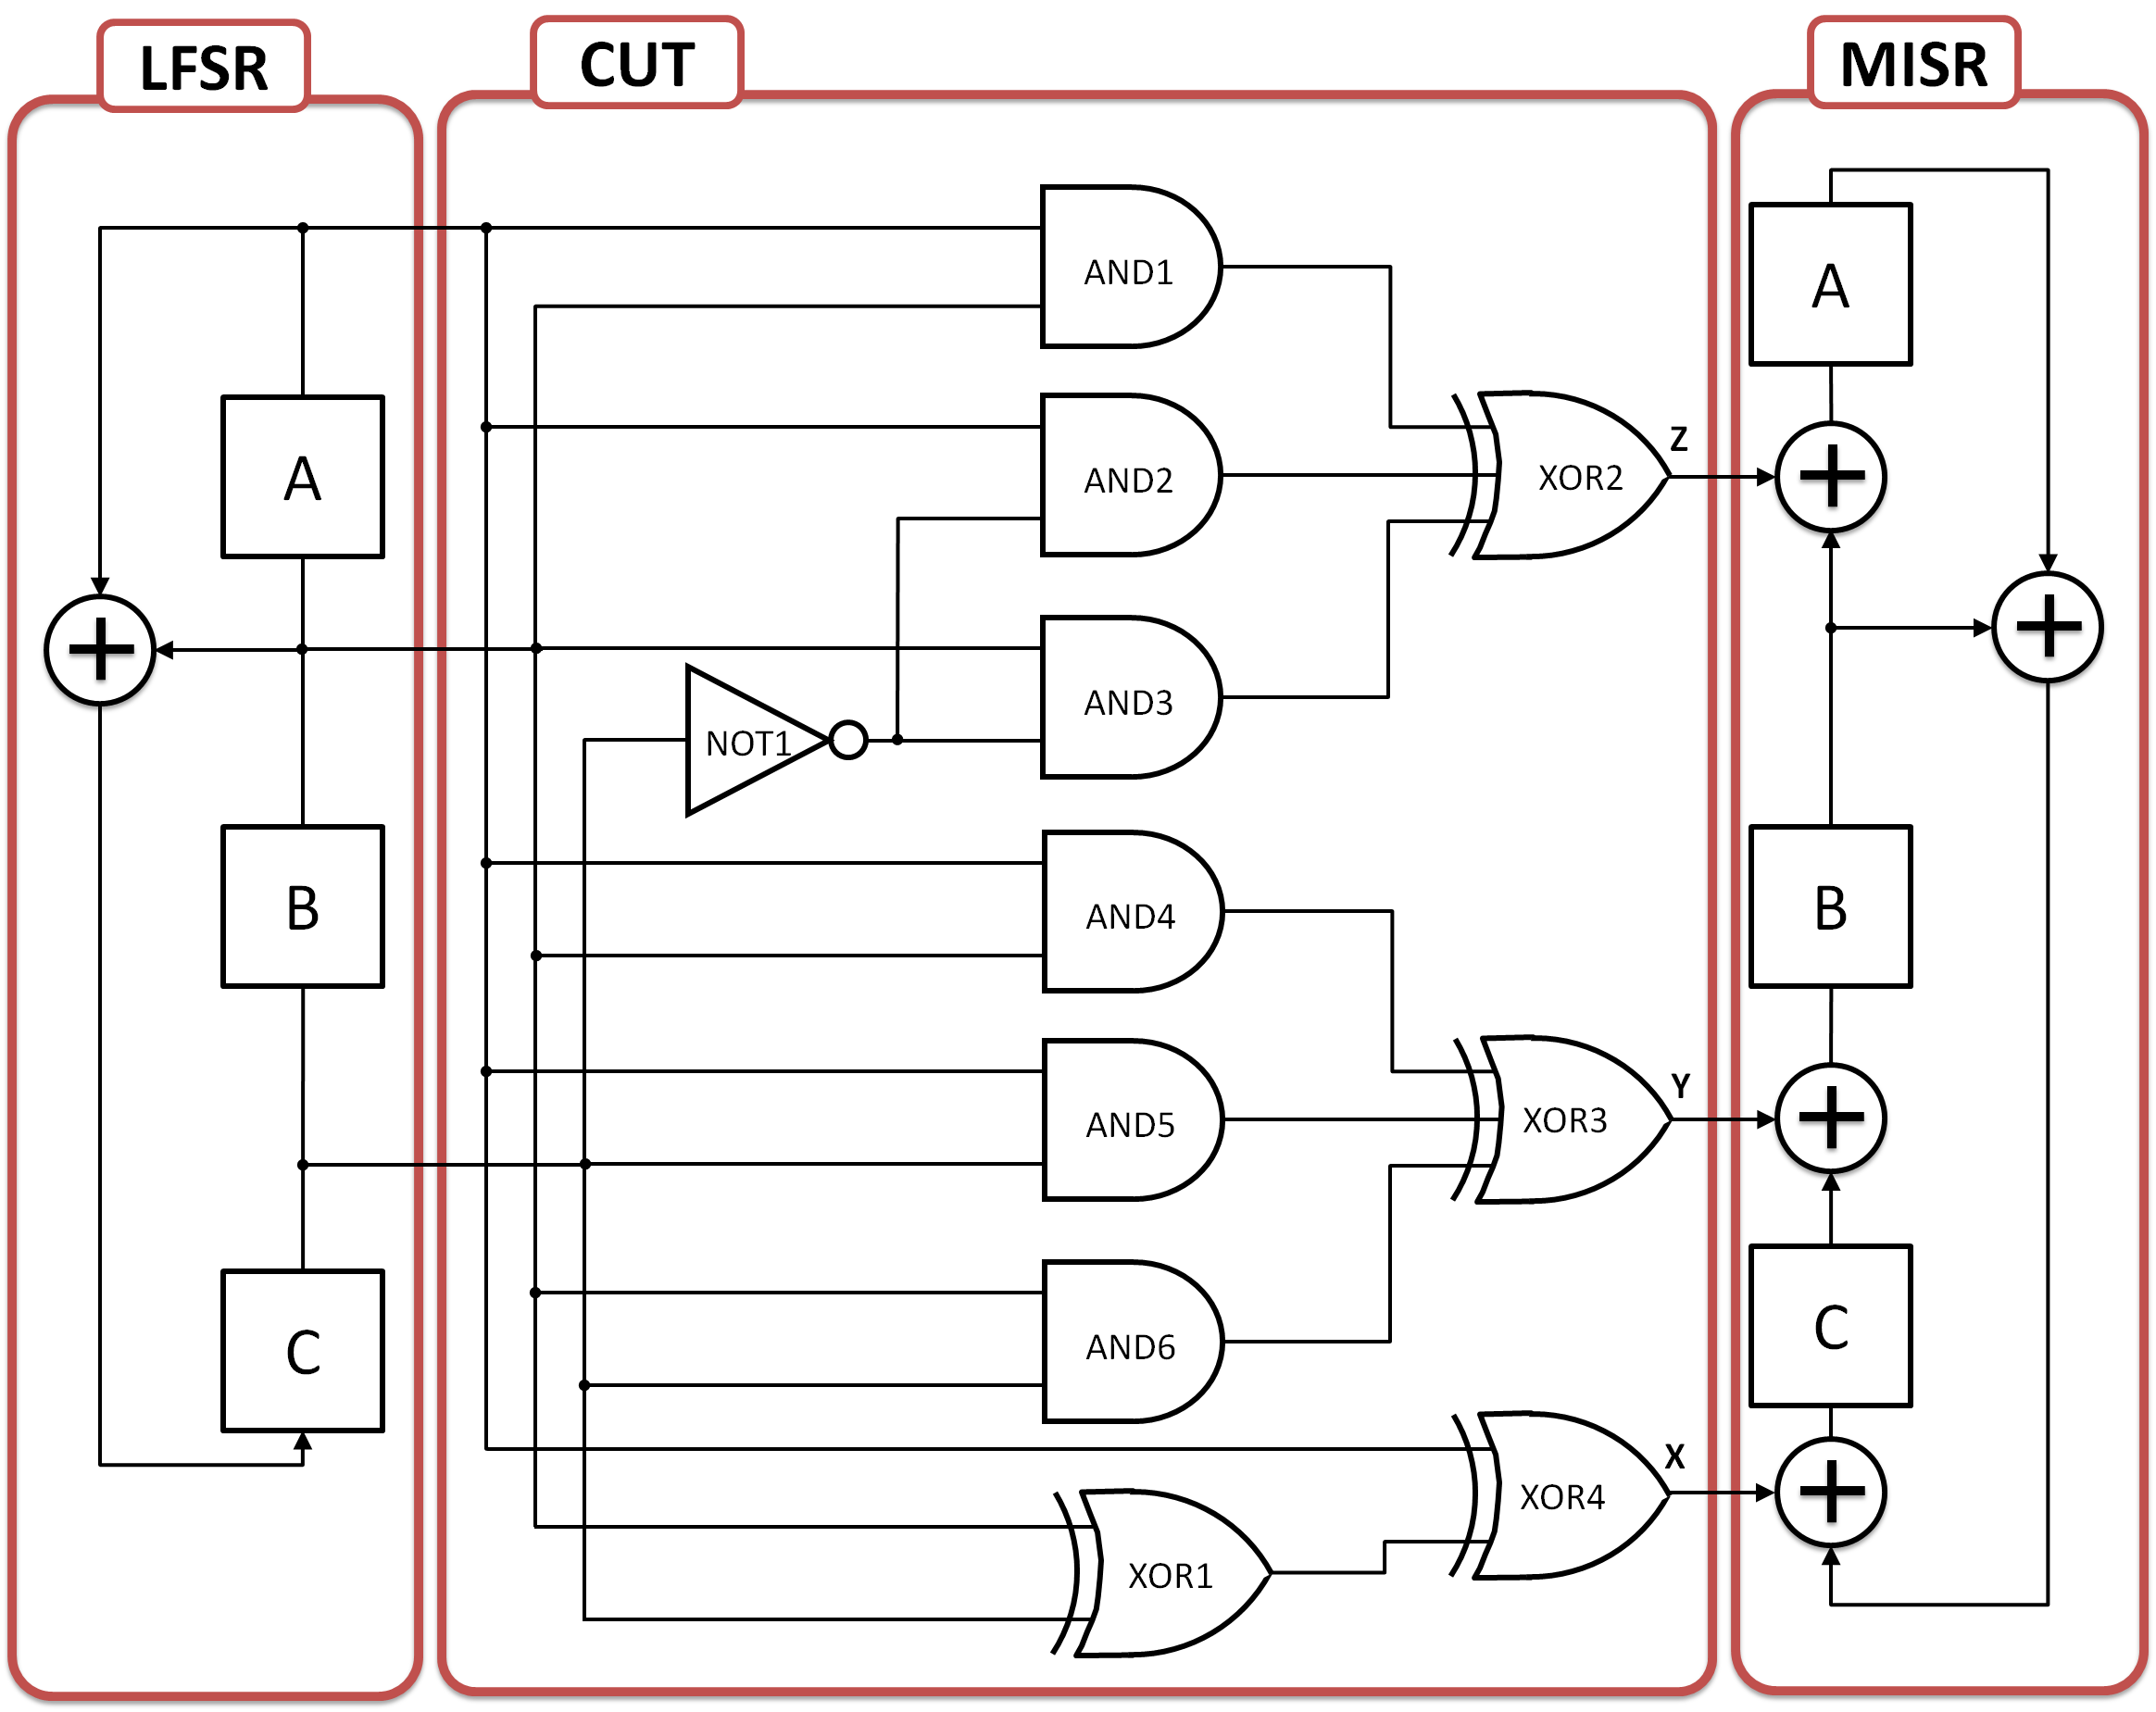 LFSR
CUT
MISR
A
B
C
AND1
AND2
AND3
NOT1
AND4
AND5
AND6
XOR1
XOR2
XOR3
XOR4
Z
Y
X
A
B
C